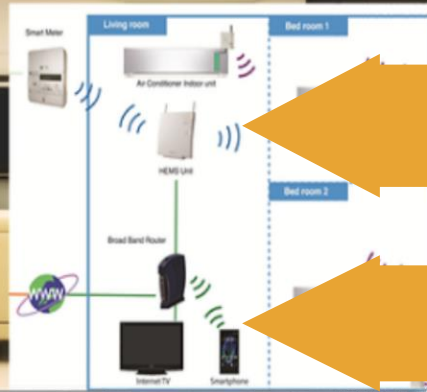 Smart Meter
Living room
Bed room 1
Air Conditioner Indoor unit
HEMS Unit
Bed room 2
Broad Band Router
WWW
Internet TV
Smartphone